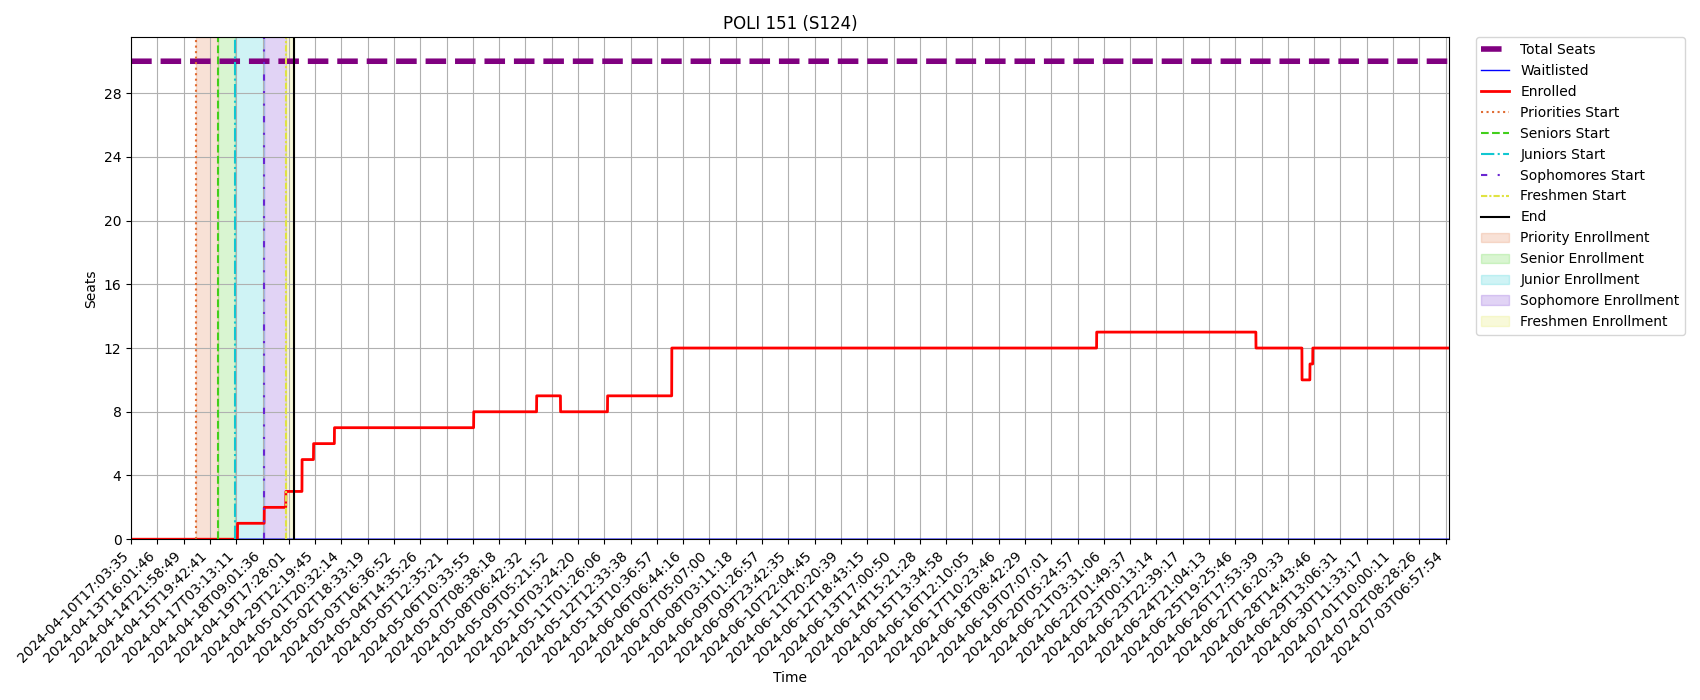 POLI 151 (S124)
Total Seats
Waitlisted
Enrolled
Priorities Start
Seniors Start
Juniors Start
Sophomores Start
Freshmen Start
End
Priority Enrollment
Senior Enrollment
Junior Enrollment
Sophomore Enrollment
Freshmen Enrollment
Seats
28
24
20
16
12
8
4
0
2024-04-10T17:03:35
2024-04-13T16:01:46
2024-04-14T21:58:49
2024-04-15T19:42:41
2024-04-17T03:13:11
2024-04-18T09:01:36
2024-04-19T17:28:01
2024-04-29T12:19:45
2024-05-01T20:32:14
2024-05-02T18:33:19
2024-05-03T16:36:52
2024-05-04T14:35:26
2024-05-05T12:35:21
2024-05-06T10:33:55
2024-05-07T08:38:18
2024-05-08T06:42:32
2024-05-09T05:21:52
2024-05-10T03:24:20
2024-05-11T01:26:06
2024-05-12T12:33:38
2024-05-13T10:36:57
2024-06-06T06:44:16
2024-06-07T05:07:00
2024-06-08T03:11:18
2024-06-09T01:26:57
2024-06-09T23:42:35
2024-06-10T22:04:45
2024-06-11T20:20:39
2024-06-12T18:43:15
2024-06-13T17:00:50
2024-06-14T15:21:28
2024-06-15T13:34:58
2024-06-16T12:10:05
2024-06-17T10:23:46
2024-06-18T08:42:29
2024-06-19T07:07:01
2024-06-20T05:24:57
2024-06-21T03:31:06
2024-06-22T01:49:37
2024-06-23T00:13:14
2024-06-23T22:39:17
2024-06-24T21:04:13
2024-06-25T19:25:46
2024-06-26T17:53:39
2024-06-27T16:20:33
2024-06-28T14:43:46
2024-06-29T13:06:31
2024-06-30T11:33:17
2024-07-01T10:00:11
2024-07-02T08:28:26
2024-07-03T06:57:54
Time